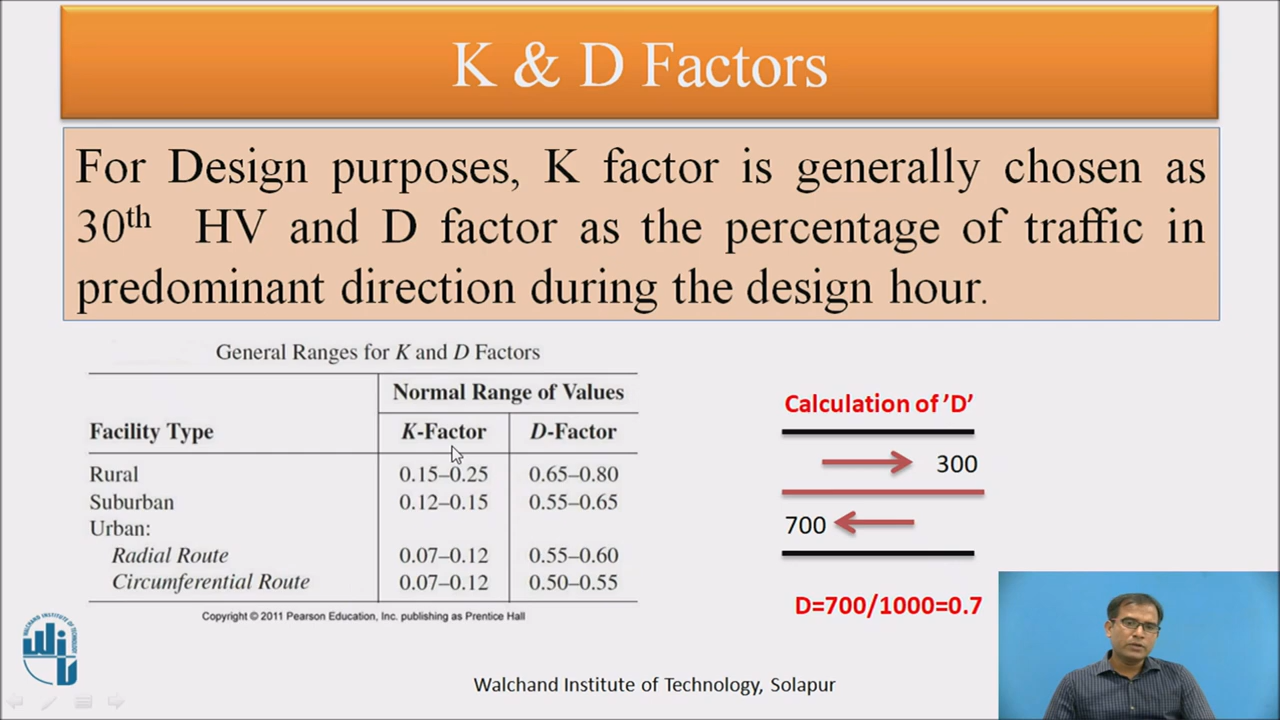 K & D Factors
For Design purposes, K factor is generally chosen as
30th HV and D factor as the percentage of traffic in
predominant direction during the design hour.
General Ranges for K and D Factors
Normal Range of Values
Facility Type K-Factor D-Factor
Rural 0.15–0.25 0.65–0.80
Suburban 0.12–0.15 0.55–0.65
Urban:
Radial Route 0.07–0.12 0.55–0.60
Circumferential Route 0.07–0.12 0.50–0.55
Copyright © 2011 Pearson Education, Inc. publishing as Prentice Hall
Calculation of ’D’
300
700
D=700/1000=0.7
WALCHAND INSTITUTE OF TECHNOLOGY
WIT
Walchand Institute of Technology, Solapur